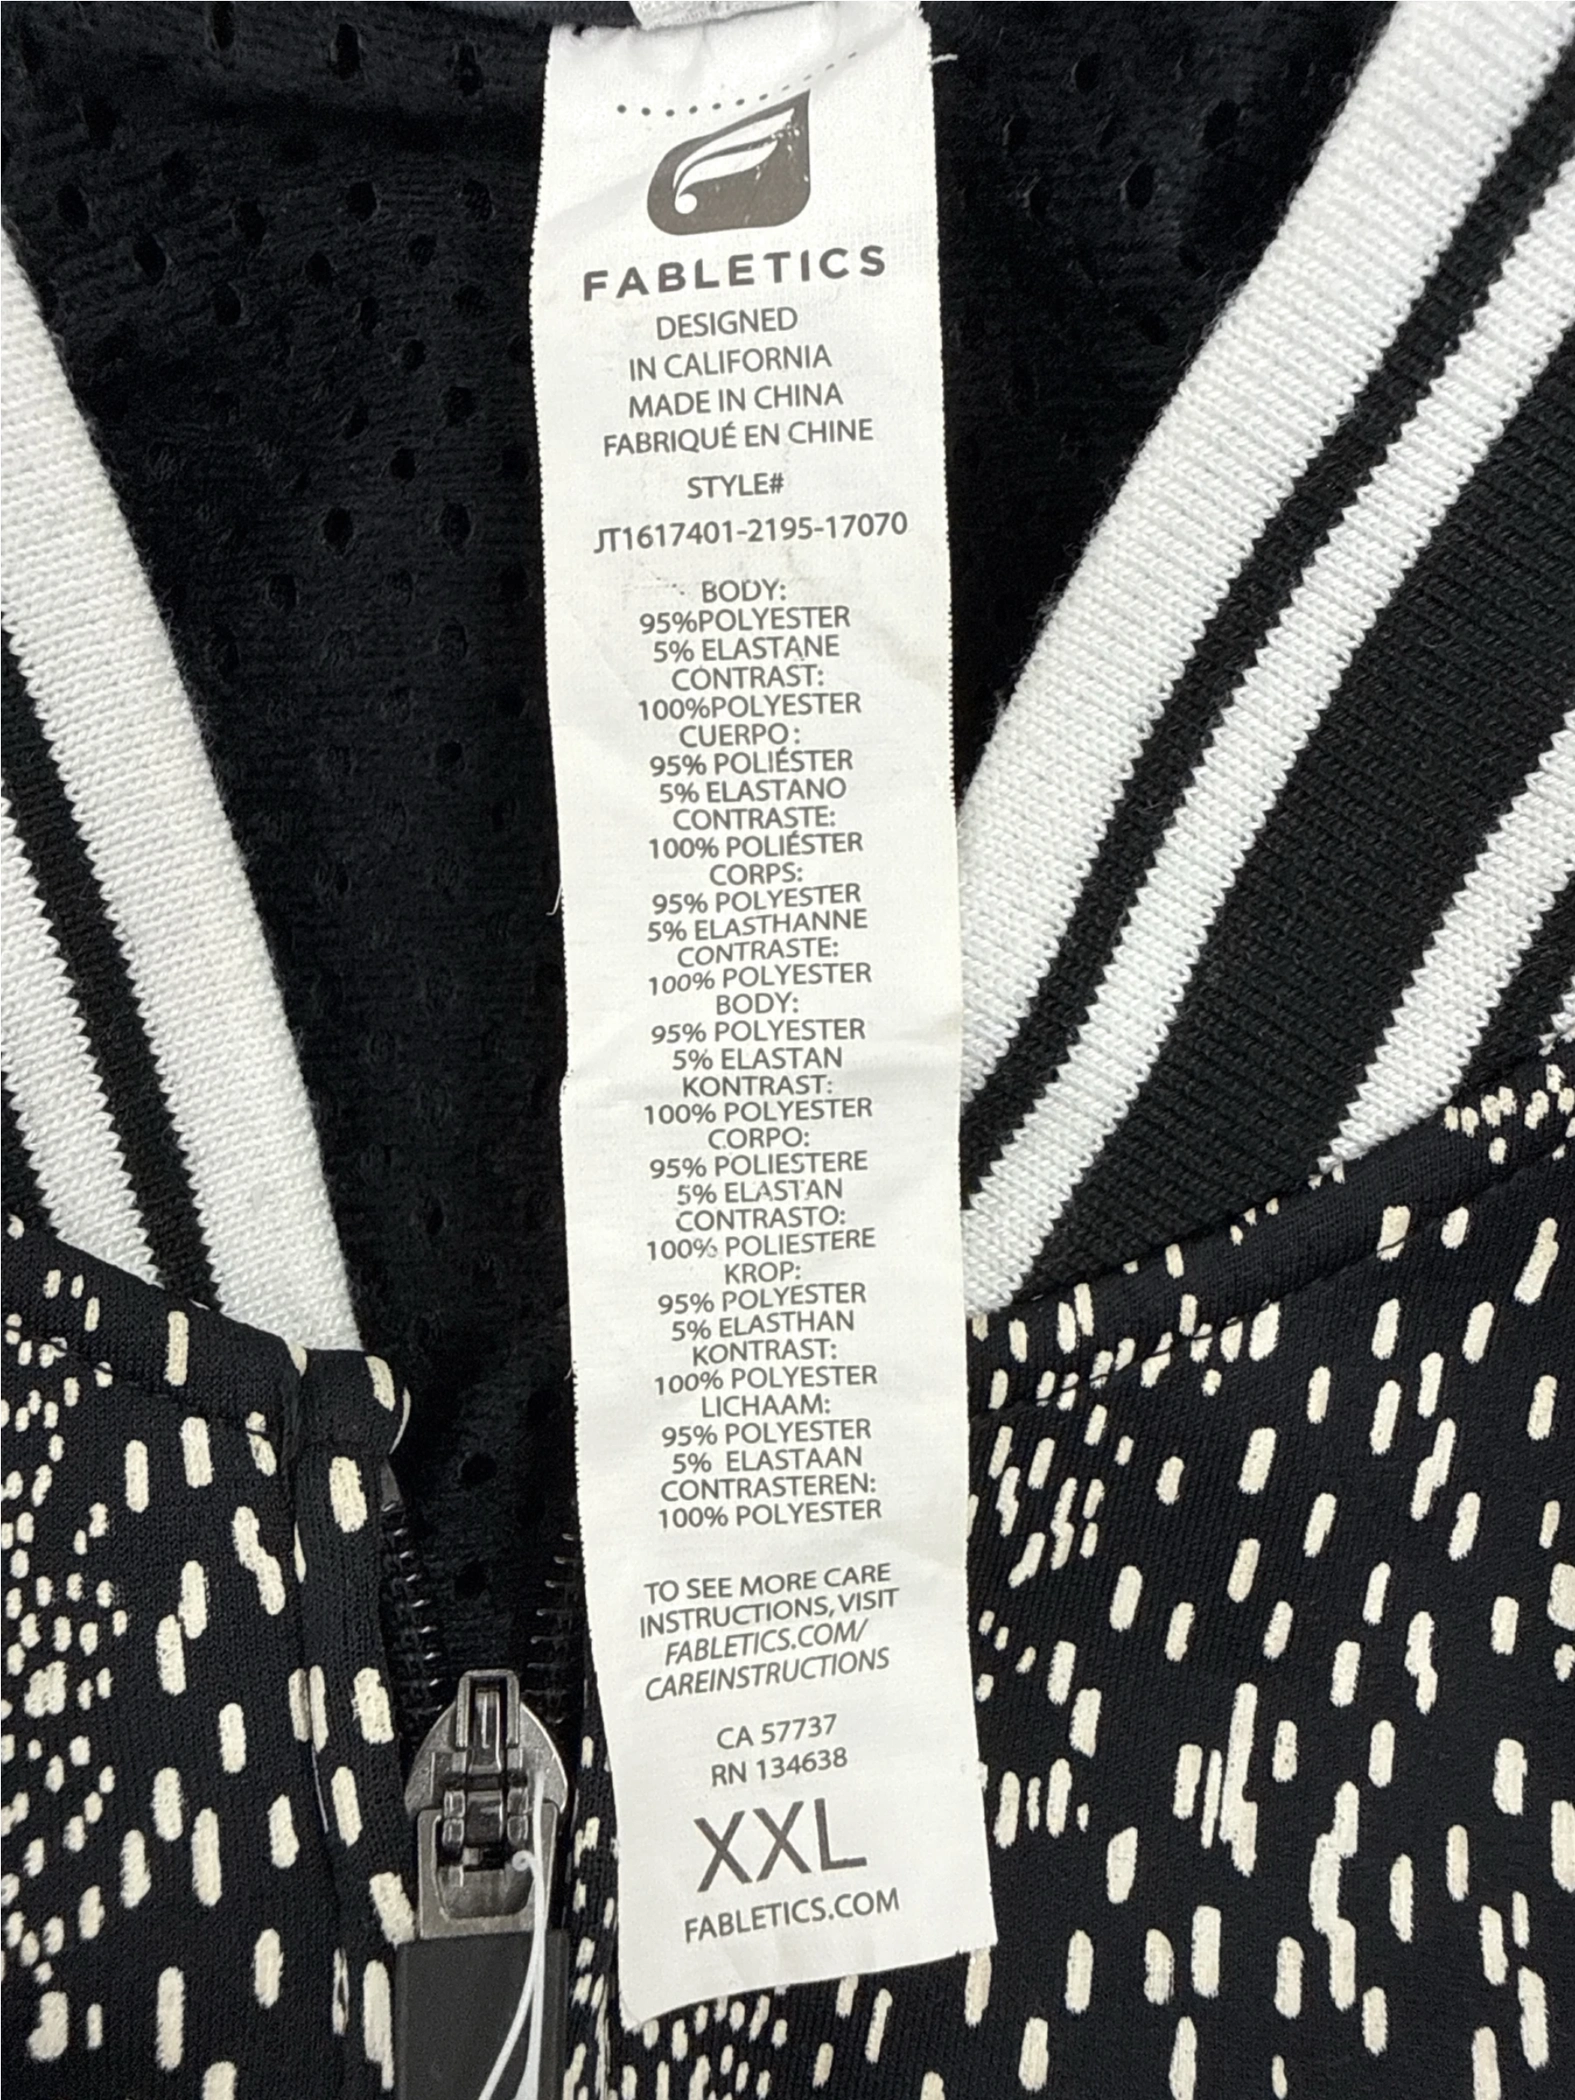 FABLETICS
DESIGNED
IN CALIFORNIA
MADE IN CHINA
FABRIQUÉ EN CHINE
STYLE#
JT1617401-2195-17070
BODY:
95%POLYESTER
5% ELASTANE
CONTRAST:
100%POLYESTER
CUERPO:
95% POLIÉSTER
5% ELASTANO
CONTRASTE:
100% POLIÉSTER
CORPS:
95% POLYESTER
5% ELASTHANNE
CONTRASTE:
100% POLYESTER
BODY:
95% POLYESTER
5% ELASTAN
KONTRAST:
100% POLYESTER
CORPO:
95% POLIESTERE
5% ELASTAN
CONTRASTO:
100% POLIESTERE
KROP:
95% POLYESTER
5% ELASTHAN
KONTRAST:
100% POLYESTER
LICHAAM:
95% POLYESTER
5% ELASTAAN
CONTRASTEREN:
100% POLYESTER
TO SEE MORE CARE
INSTRUCTIONS, VISIT
FABLETICS.COM/
CAREINSTRUCTIONS
CA 57737
RN 134638
XXL
FABLETICS.COM